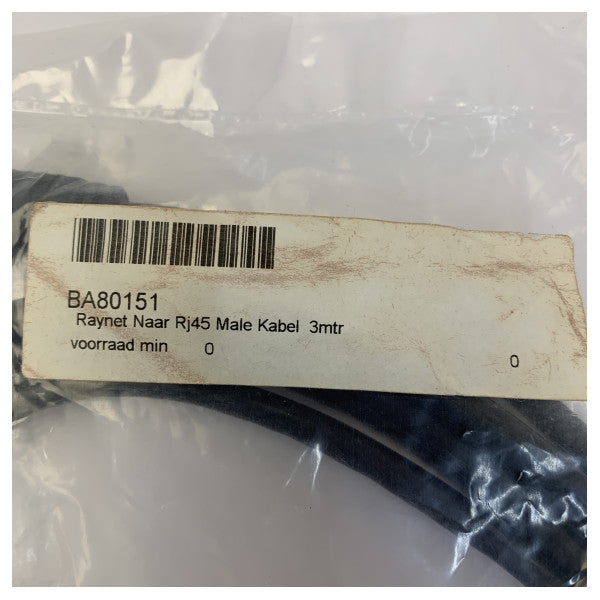 BA80151
Raynet Naar Rj45 Male Kabel 3mtr
voorraad min 0 0